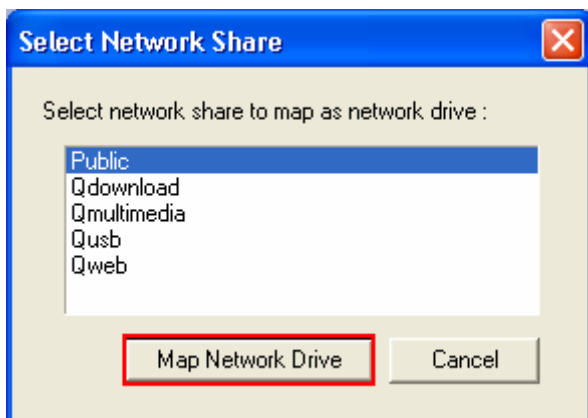 Select Network Share
Select network share to map as network drive :
Public
Qdownload
Qmultimedia
Qusb
Qweb
Map Network Drive
Cancel